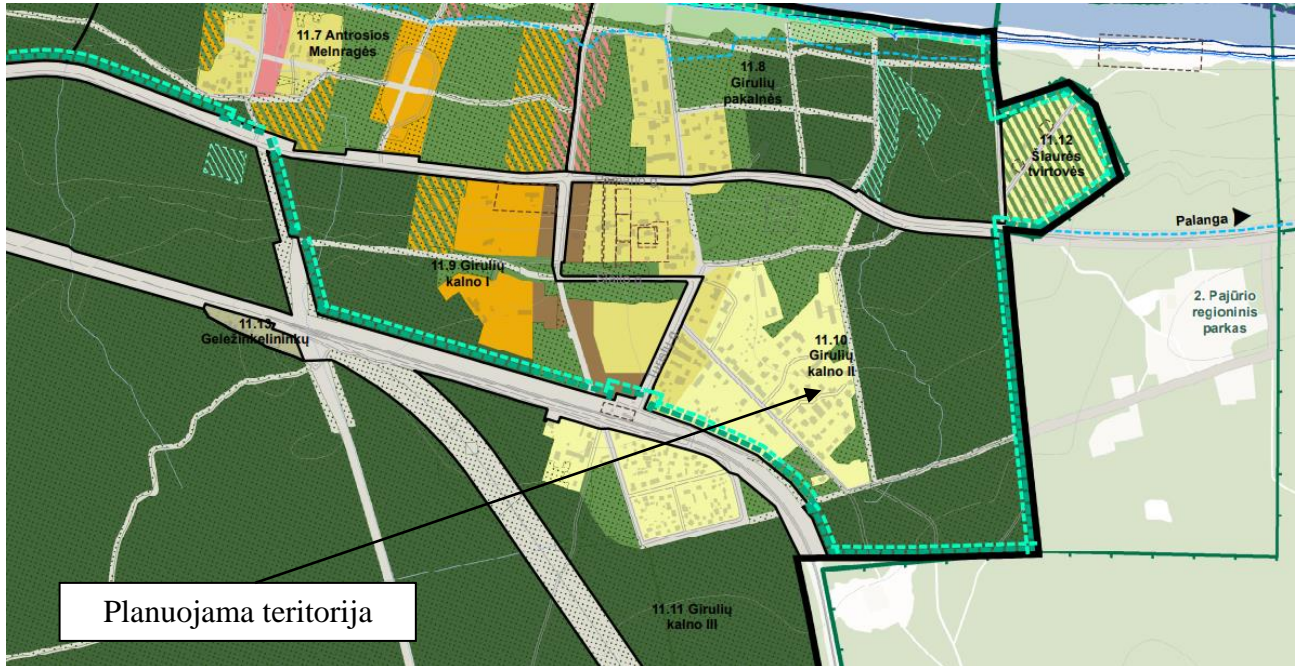 11.7 Antrosios
Melnragės
11.8
Girulių
pakalnės
11.12
Šiaurės
tvirtovės
Palanga
11.9 Girulių
kalno I
2. Pajūrio
regioninis
parkas
11.13
Geležinkelininkų
11.10
Girulių
kalno II
Planuojama teritorija
11.11 Girulių
kalno III